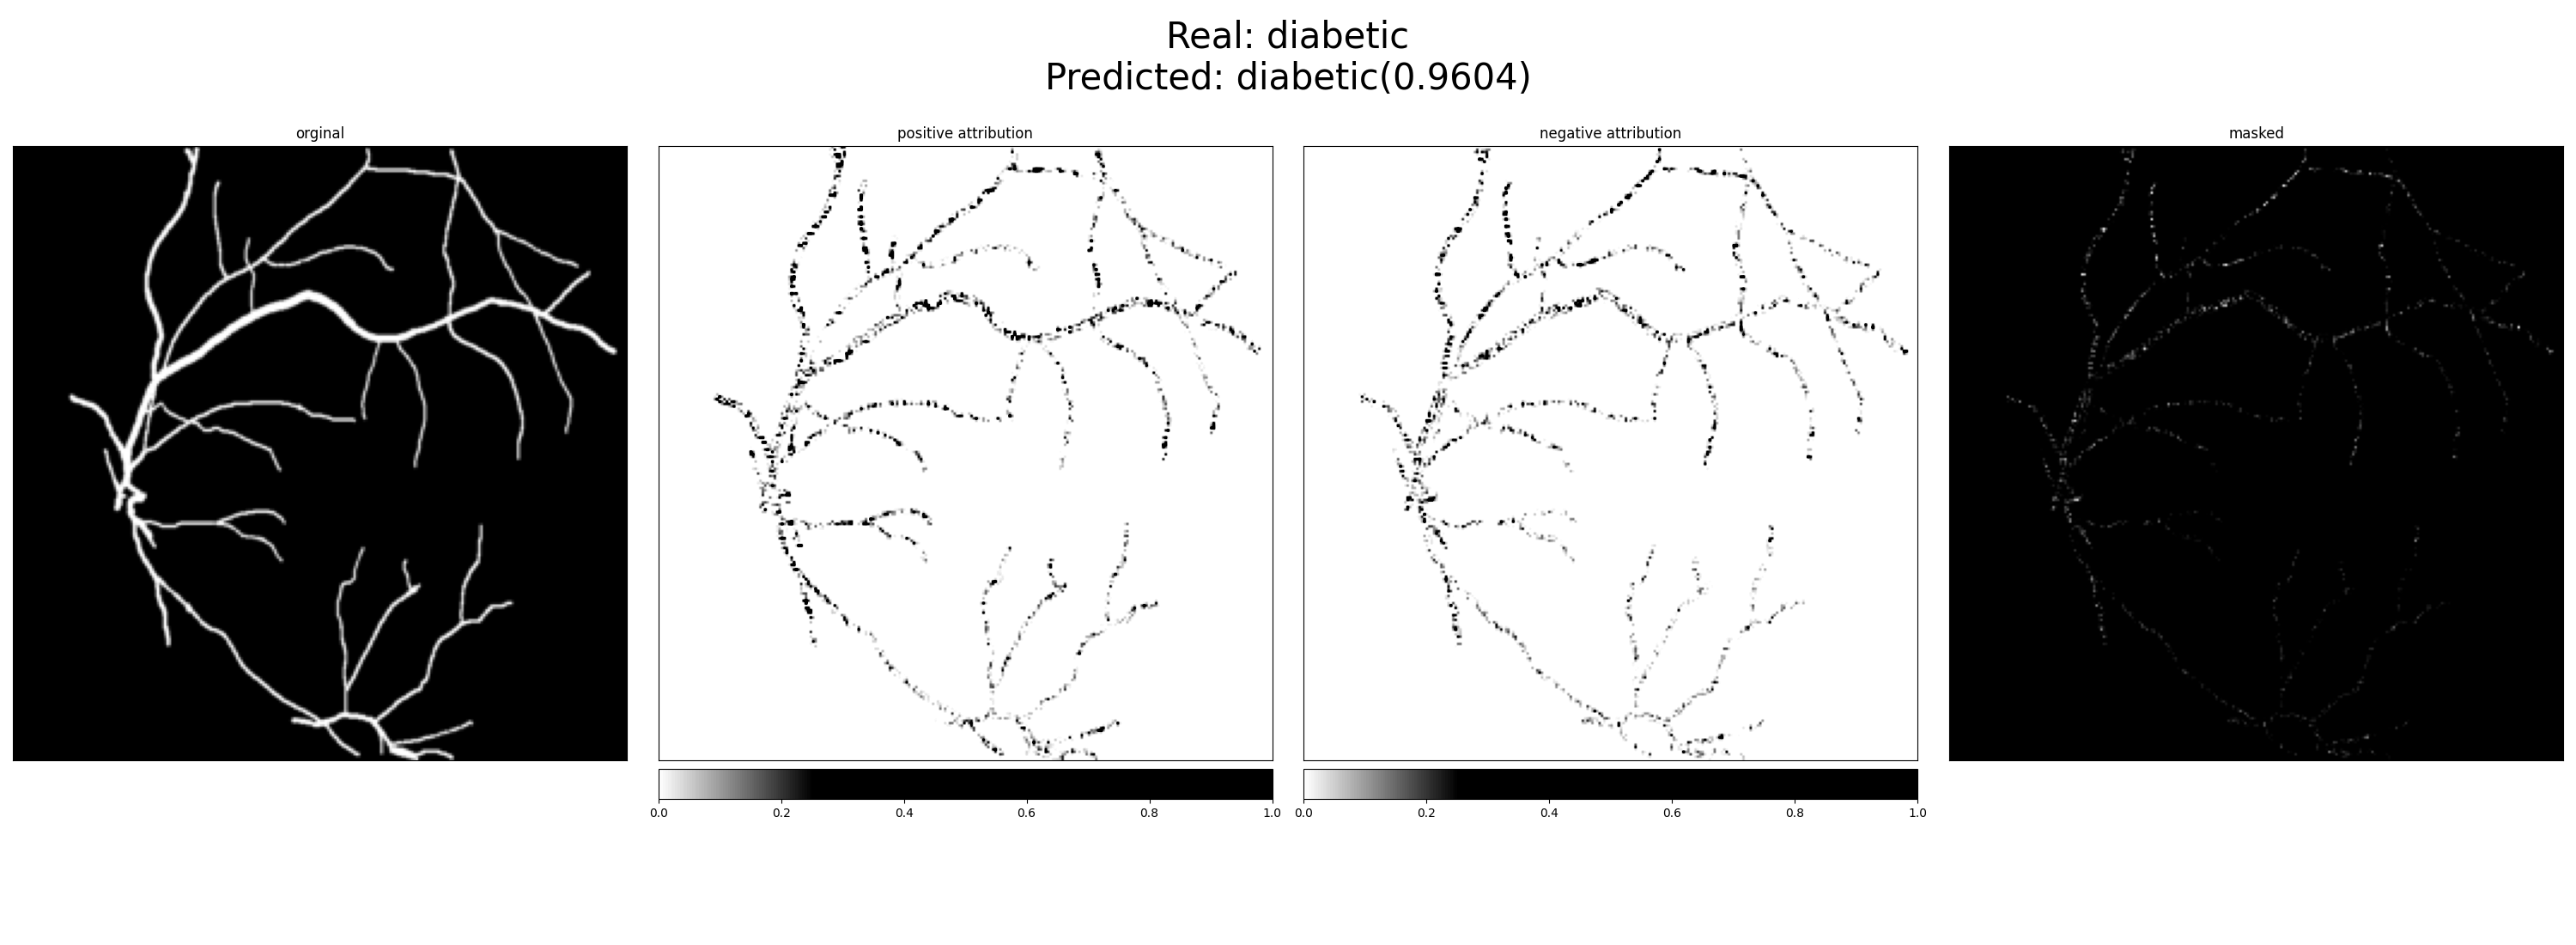 Real: diabetic
Predicted: diabetic(0.9604)
orginal
positive attribution
negative attribution
masked
0.0 0.2 0.4 0.6 0.8 1.0
0.0 0.2 0.4 0.6 0.8 1.0